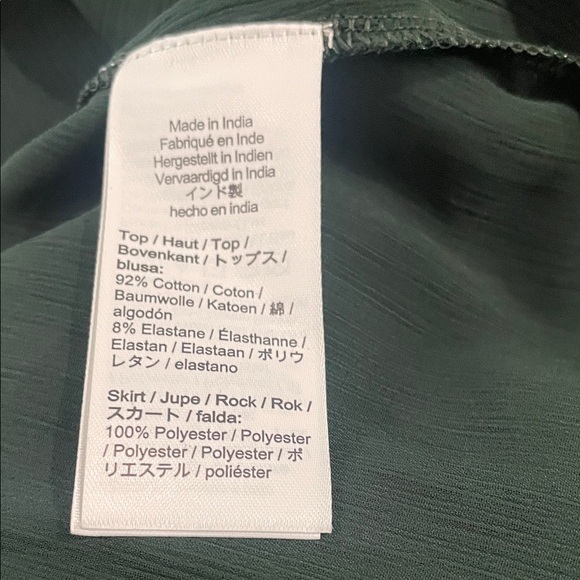 Made in India
Fabriqué en Inde
Hergestellt in Indien
Vervaardigd in India
インド製
hecho en india
Top / Haut / Top /
Bovenkant / トップス /
blusa:
92% Cotton / Coton /
Baumwolle / Katoen / 綿 /
algodón
8% Elastane / Élasthanne /
Elastan / Elastaan / ポリウ
レタン / elastano
Skirt / Jupe / Rock / Rok /
スカート / falda:
100% Polyester / Polyester
/ Polyester / Polyester / ポ
リエステル / poliéster